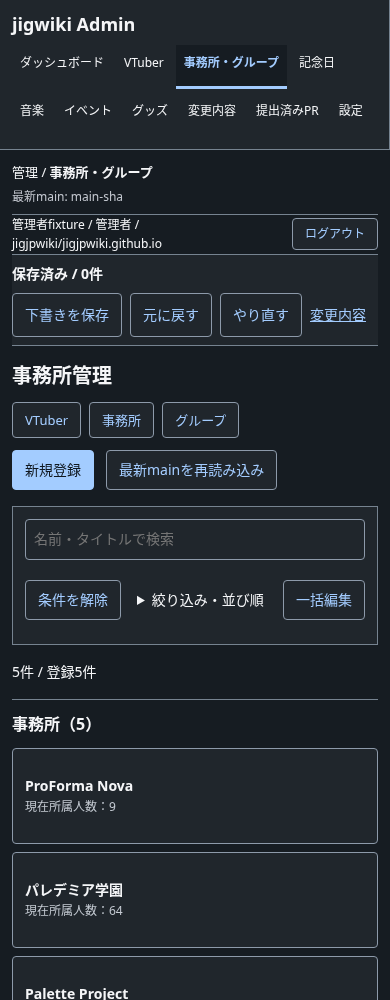 jigwiki Admin
ダッシュボード VTuber 事務所・グループ 記念日
音楽 イベント グッズ 変更内容 提出済みPR 設定
管理 / 事務所・グループ
最新main: main-sha
管理者fixture / 管理者 /
jigjpwiki/jigjpwiki.github.io
ログアウト
保存済み / 0件
下書きを保存 元に戻す やり直す 変更内容
事務所管理
VTuber 事務所 グループ
新規登録 最新mainを再読み込み
名前・タイトルで検索
条件を解除 ▶ 絞り込み・並び順 一括編集
5件 / 登録5件
事務所（5）
ProForma Nova
現在所属人数：9
パレデミア学園
現在所属人数：64
Palette Project